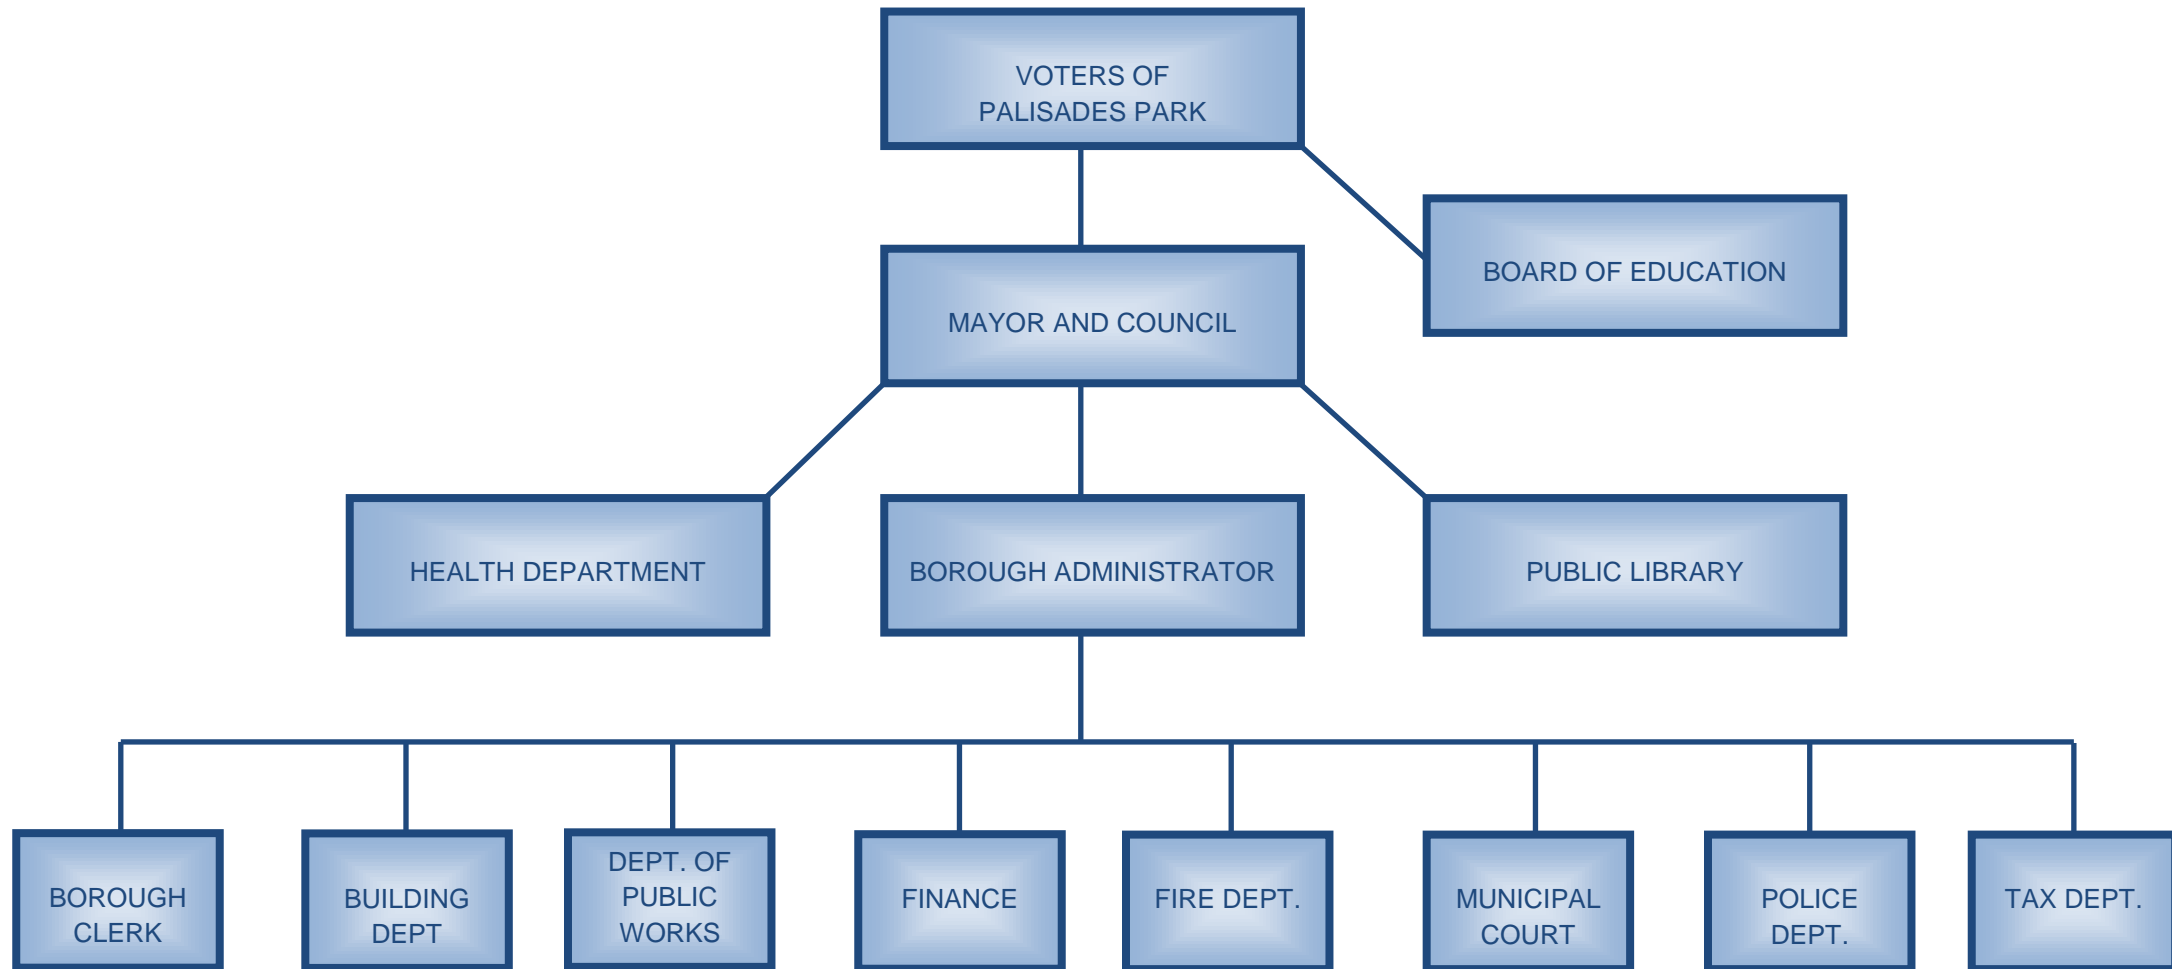 VOTERS OF
PALISADES PARK
BOARD OF EDUCATION
MAYOR AND COUNCIL
HEALTH DEPARTMENT
BOROUGH ADMINISTRATOR
PUBLIC LIBRARY
BOROUGH
CLERK
BUILDING
DEPT
DEPT. OF
PUBLIC
WORKS
FINANCE
FIRE DEPT.
MUNICIPAL
COURT
POLICE
DEPT.
TAX DEPT.